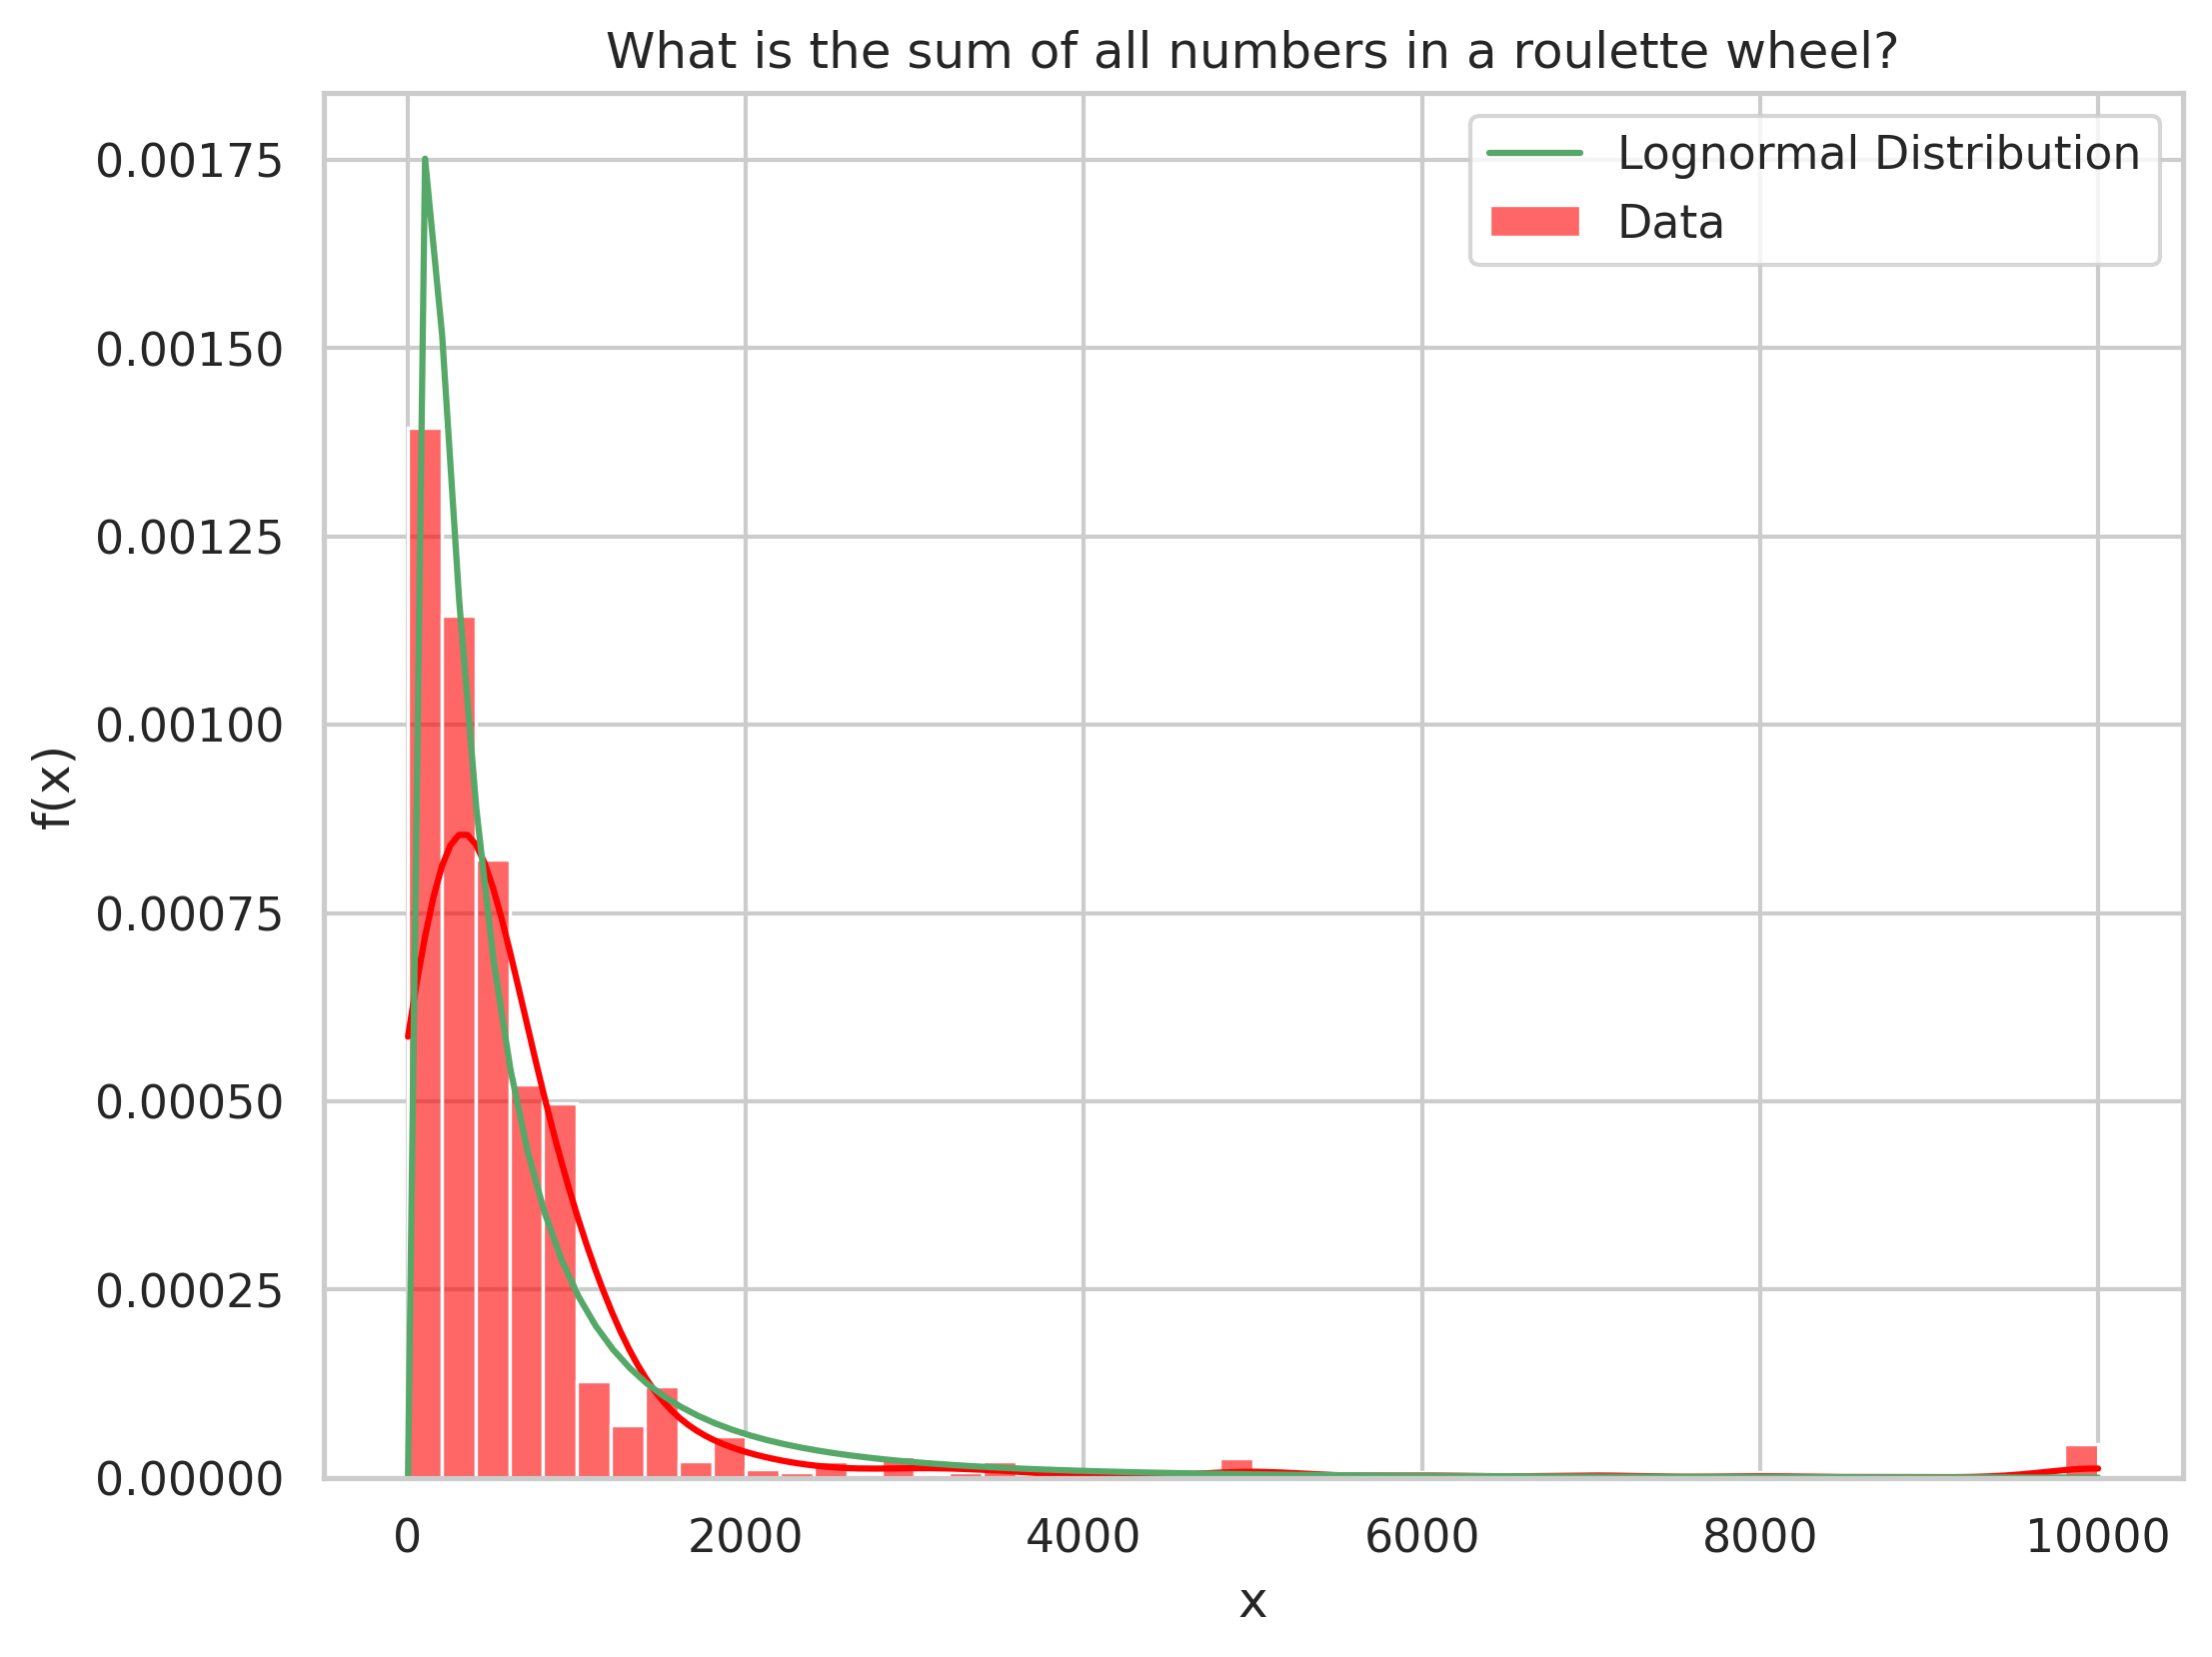 What is the sum of all numbers in a roulette wheel?
Lognormal Distribution
Data
0.00175
0.00150
0.00125
0.00100
0.00075
0.00050
0.00025
0.00000
f(x)
0 2000 4000 6000 8000 10000
x